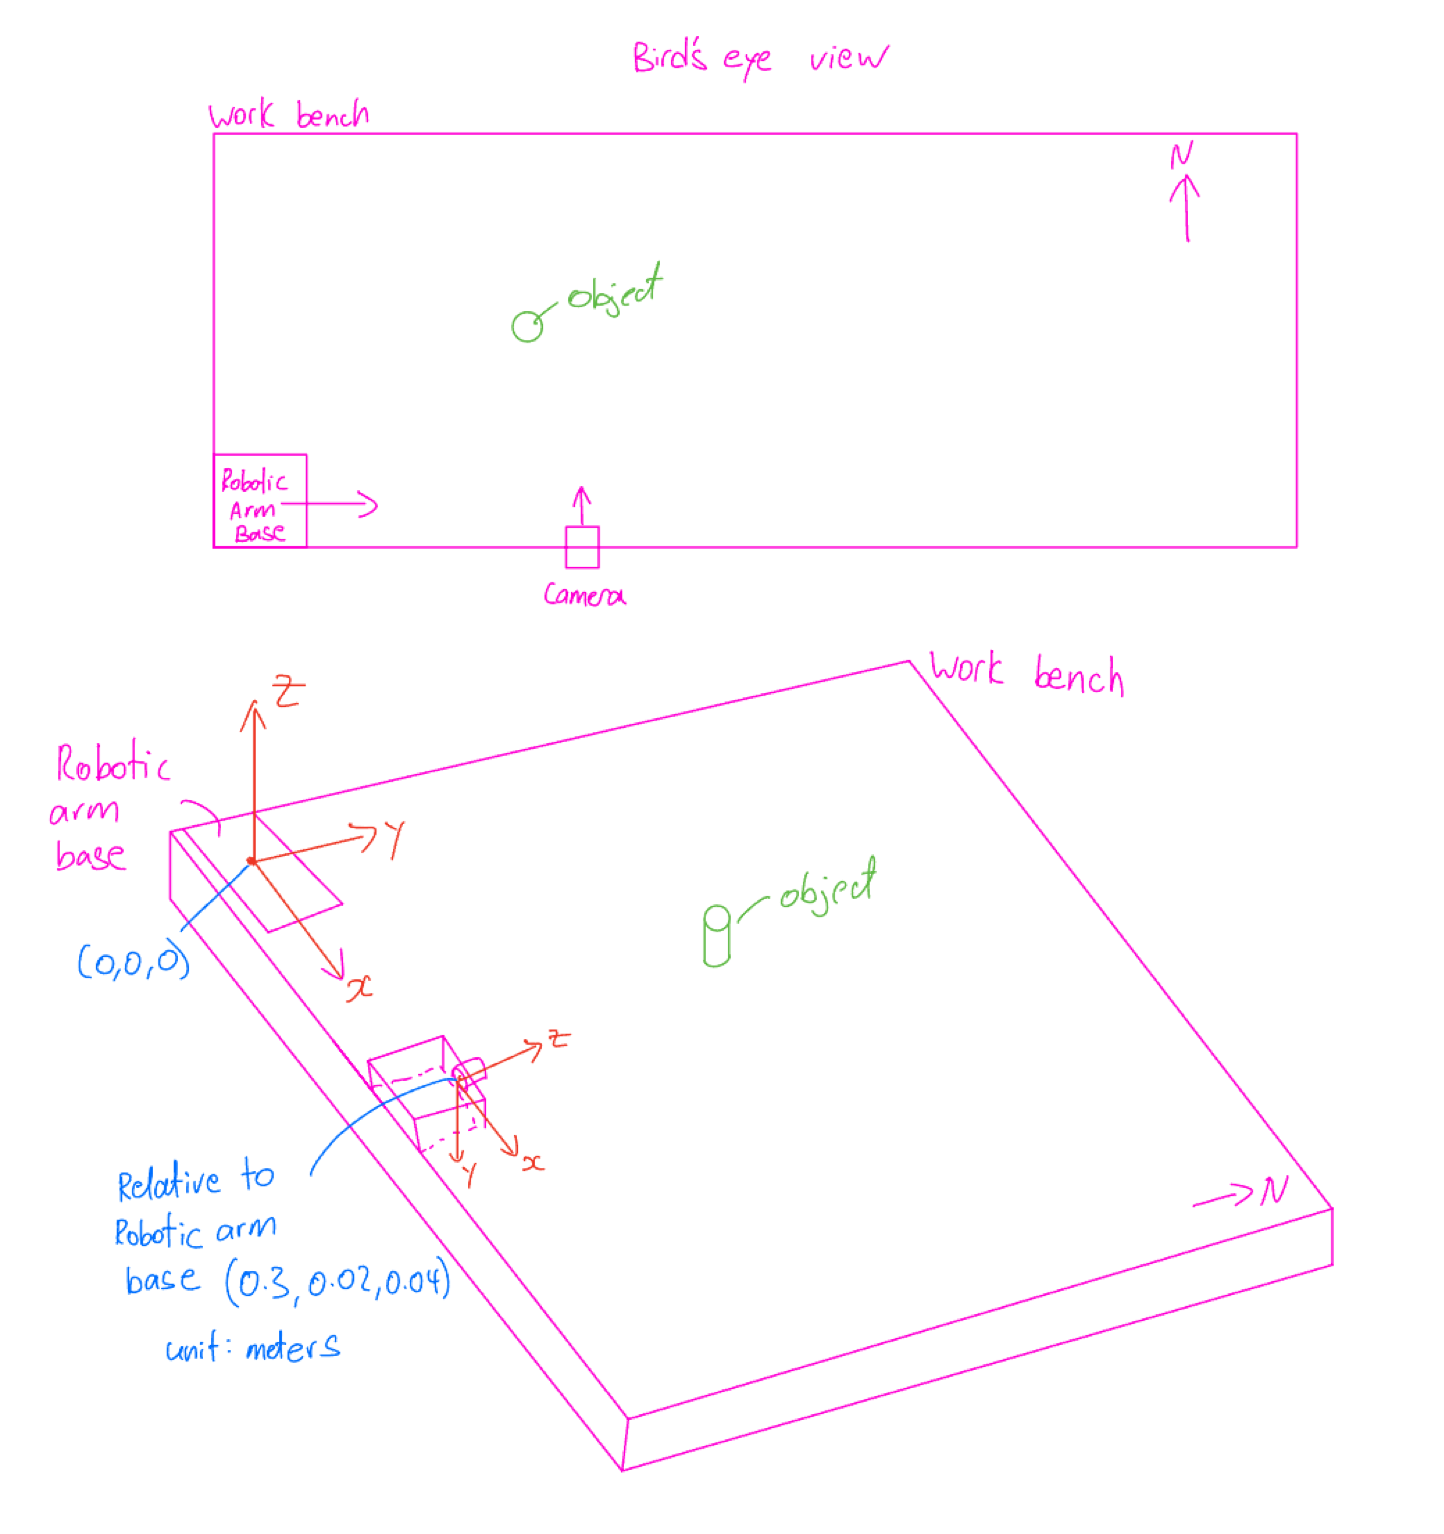 Bird's eye view
Work bench
N
object
Robotic
Arm
Base
Camera
Work bench
Z
Robotic
arm
base
Y
object
(0,0,0)
x
z
x
Y
N
Relative to
Robotic arm
base (0.3, 0.02, 0.04)
unit: meters